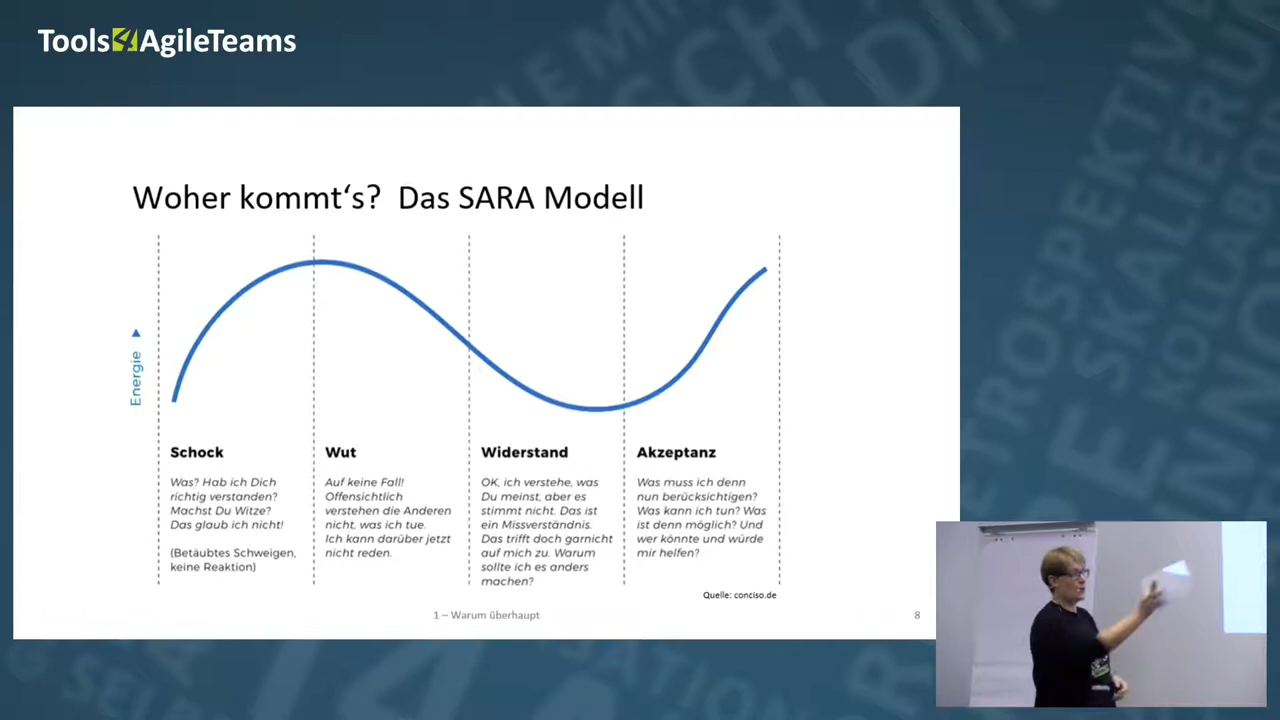 Tools4AgileTeams
Woher kommt‘s? Das SARA Modell
Energie
Schock
Was? Hab ich Dich
richtig verstanden?
Machst Du Witze?
Das glaub ich nicht!
(Betäubtes Schweigen,
keine Reaktion)
Wut
Auf keine Fall!
Offensichtlich
verstehen die Anderen
nicht, was ich tue.
Ich kann darüber jetzt
nicht reden.
Widerstand
OK, ich verstehe, was
Du meinst, aber es
stimmt nicht. Das ist
ein Missverständnis.
Das trifft doch garnicht
auf mich zu. Warum
sollte ich es anders
machen?
Akzeptanz
Was muss ich denn
nun berücksichtigen?
Was kann ich tun? Was
ist denn möglich? Und
wer könnte und würde
mir helfen?
Quelle: conciso.de
1 – Warum überhaupt
8